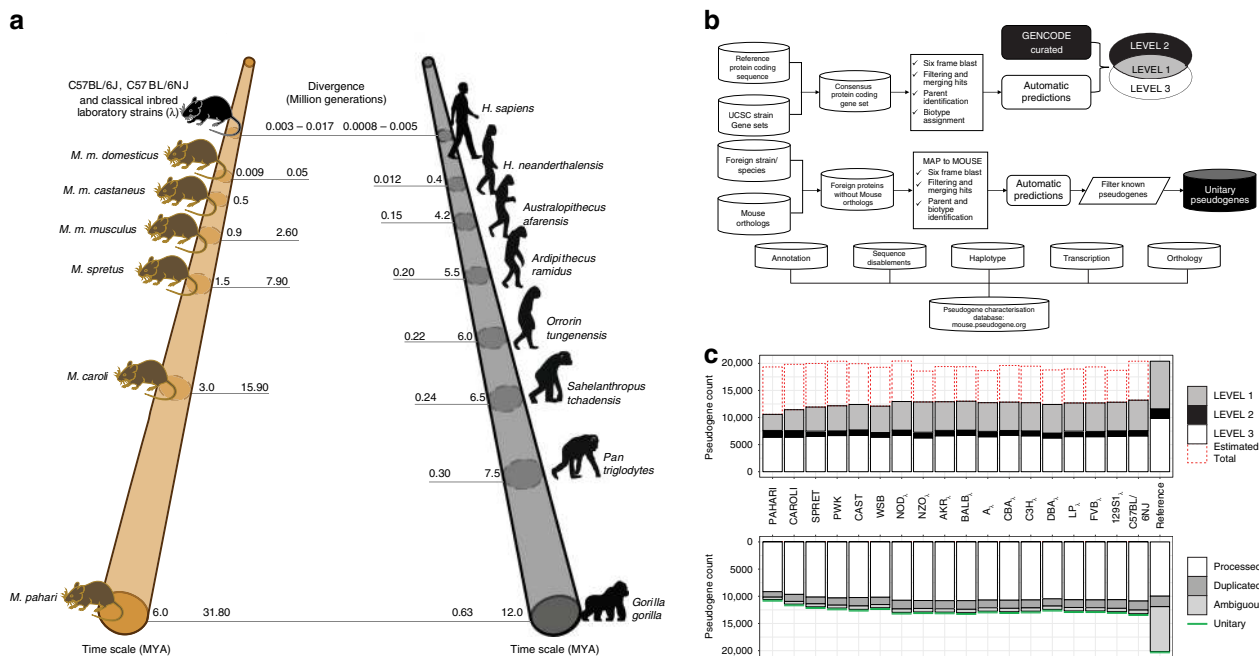 a
C57BL/6J, C57BL/6NJ
and classical inbred
laboratory strains (λ)
Divergence
(Million generations)
0.003 – 0.017 0.0008 – 0.005
H. sapiens
M. m. domesticus
0.009 0.05
0.012 0.4
H. neanderthalensis
M. m. castaneus
0.5
0.15 4.2
Australopithecus
afarensis
M. m. musculus
0.9 2.60
M. spretus
1.5 7.90
0.20 5.5
Ardipithecus
ramidus
0.22 6.0
Orrorin
tungenensis
M. caroli
3.0 15.90
0.24 6.5
Sahelanthropus
tchadensis
0.30 7.5
Pan
triglodytes
M. pahari
6.0 31.80
0.63 12.0
Gorilla
gorilla
Time scale (MYA)
Time scale (MYA)
b
Reference
protein coding
sequence
UCSC strain
Gene sets
Consensus
protein coding
gene set
✓ Six frame blast
✓ Filtering and
merging hits
✓ Parent
identification
✓ Biotype
assignment
GENCODE
curated
Automatic
predictions
LEVEL 2
LEVEL 1
LEVEL 3
Foreign strain/
species
Mouse
orthologs
Foreign proteins
without Mouse
orthologs
MAP to MOUSE
✓ Six frame blast
✓ Filtering and
merging hits
✓ Parent and
biotype
identification
Automatic
predictions
Filter known
pseudogenes
Unitary
pseudogenes
Annotation
Sequence
disablements
Haplotype
Transcription
Orthology
Pseudogene characterisation
database:
mouse.pseudogene.org
c
Pseudogene count
20,000
15,000
10,000
5000
0
LEVEL 1
LEVEL 2
LEVEL 3
Estimated
Total
PAHARI
CAROLI
SPRET
PWK
CAST
WSB
NODλ
NZOλ
AKRλ
BALBλ
Aλ
CBAλ
C3Hλ
DBAλ
LPλ
FVBλ
129S1λ
C57BL/
6NJ
Reference
Pseudogene count
0
5000
10,000
15,000
20,000
Processed
Duplicated
Ambiguous
Unitary